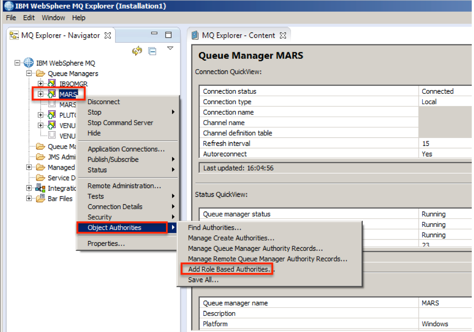 IBM WebSphere MQ Explorer (Installation1)
File Edit Window Help
MQ Explorer - Navigator
IBM WebSphere MQ
Queue Managers
IB9QMGR
MARS
MARS
PLUTO
VENU
VENU
Queue Ma
JMS Admi
Managed
Service D
Integratio
Bar Files
Disconnect
Stop
Stop Command Server
Hide
Application Connections...
Publish/Subscribe
Status
Remote Administration...
Tests
Connection Details
Security
Object Authorities
Properties...
Find Authorities...
Manage Create Authorities...
Manage Queue Manager Authority Records...
Manage Remote Queue Manager Authority Records...
Add Role Based Authorities...
Save All...
MQ Explorer - Content
Queue Manager MARS
Connection QuickView:
Connection status Connected
Connection type Local
Connection name
Channel name
Channel definition table
Refresh interval 15
Autoreconnect Yes
Last updated: 16:04:56
Status QuickView:
Queue manager status Running
Running
Running
23
Queue manager name MARS
Description
Platform Windows